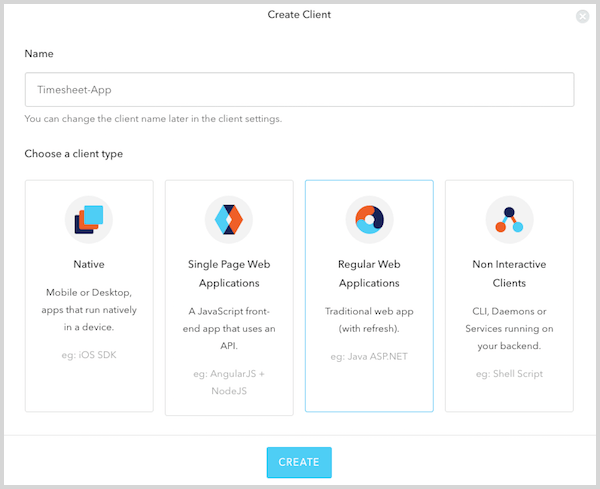 Create Client
Name
Timesheet-App
You can change the client name later in the client settings.
Choose a client type
Native
Mobile or Desktop,
apps that run natively
in a device.
eg: iOS SDK
Single Page Web
Applications
A JavaScript front-
end app that uses an
API.
eg: AngularJS +
NodeJS
Regular Web
Applications
Traditional web app
(with refresh).
eg: Java ASP.NET
Non Interactive
Clients
CLI, Daemons or
Services running on
your backend.
eg: Shell Script
CREATE